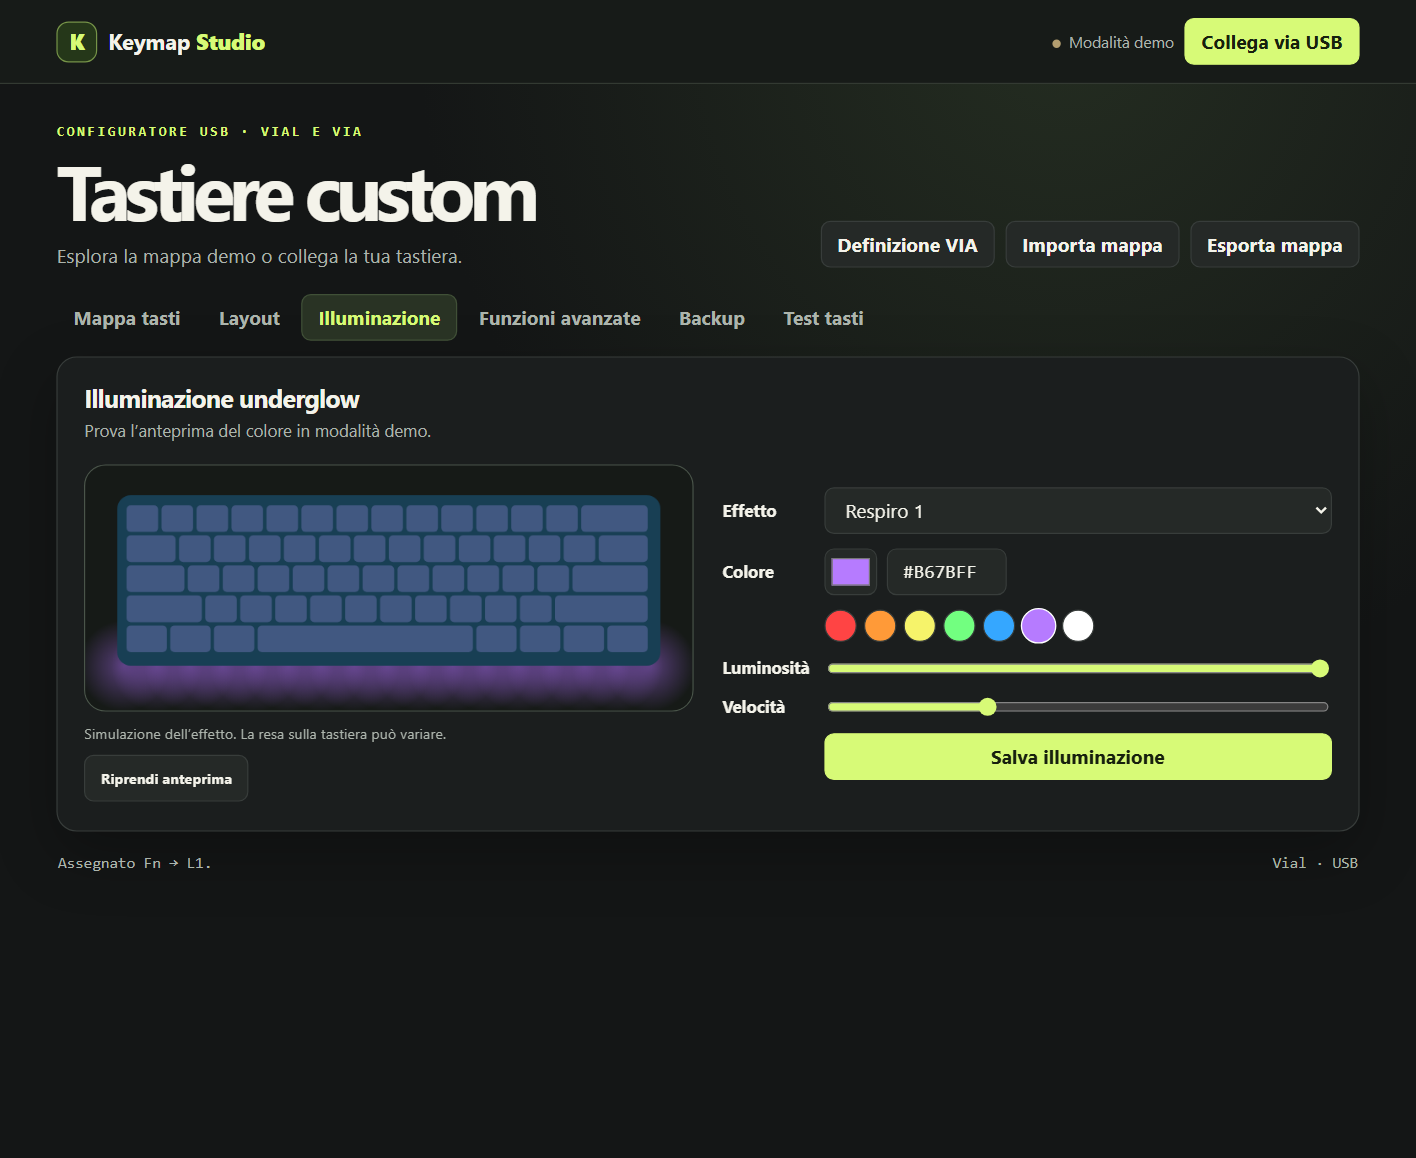 K Keymap Studio
Modalità demo
Collega via USB
CONFIGURATORE USB · VIAL E VIA
Tastiere custom
Esplora la mappa demo o collega la tua tastiera.
Definizione VIA
Importa mappa
Esporta mappa
Mappa tasti
Layout
Illuminazione
Funzioni avanzate
Backup
Test tasti
Illuminazione underglow
Prova l’anteprima del colore in modalità demo.
Effetto
Respiro 1
Colore
#B67BFF
Luminosità
Velocità
Salva illuminazione
Simulazione dell’effetto. La resa sulla tastiera può variare.
Riprendi anteprima
Assegnato Fn → L1.
Vial · USB